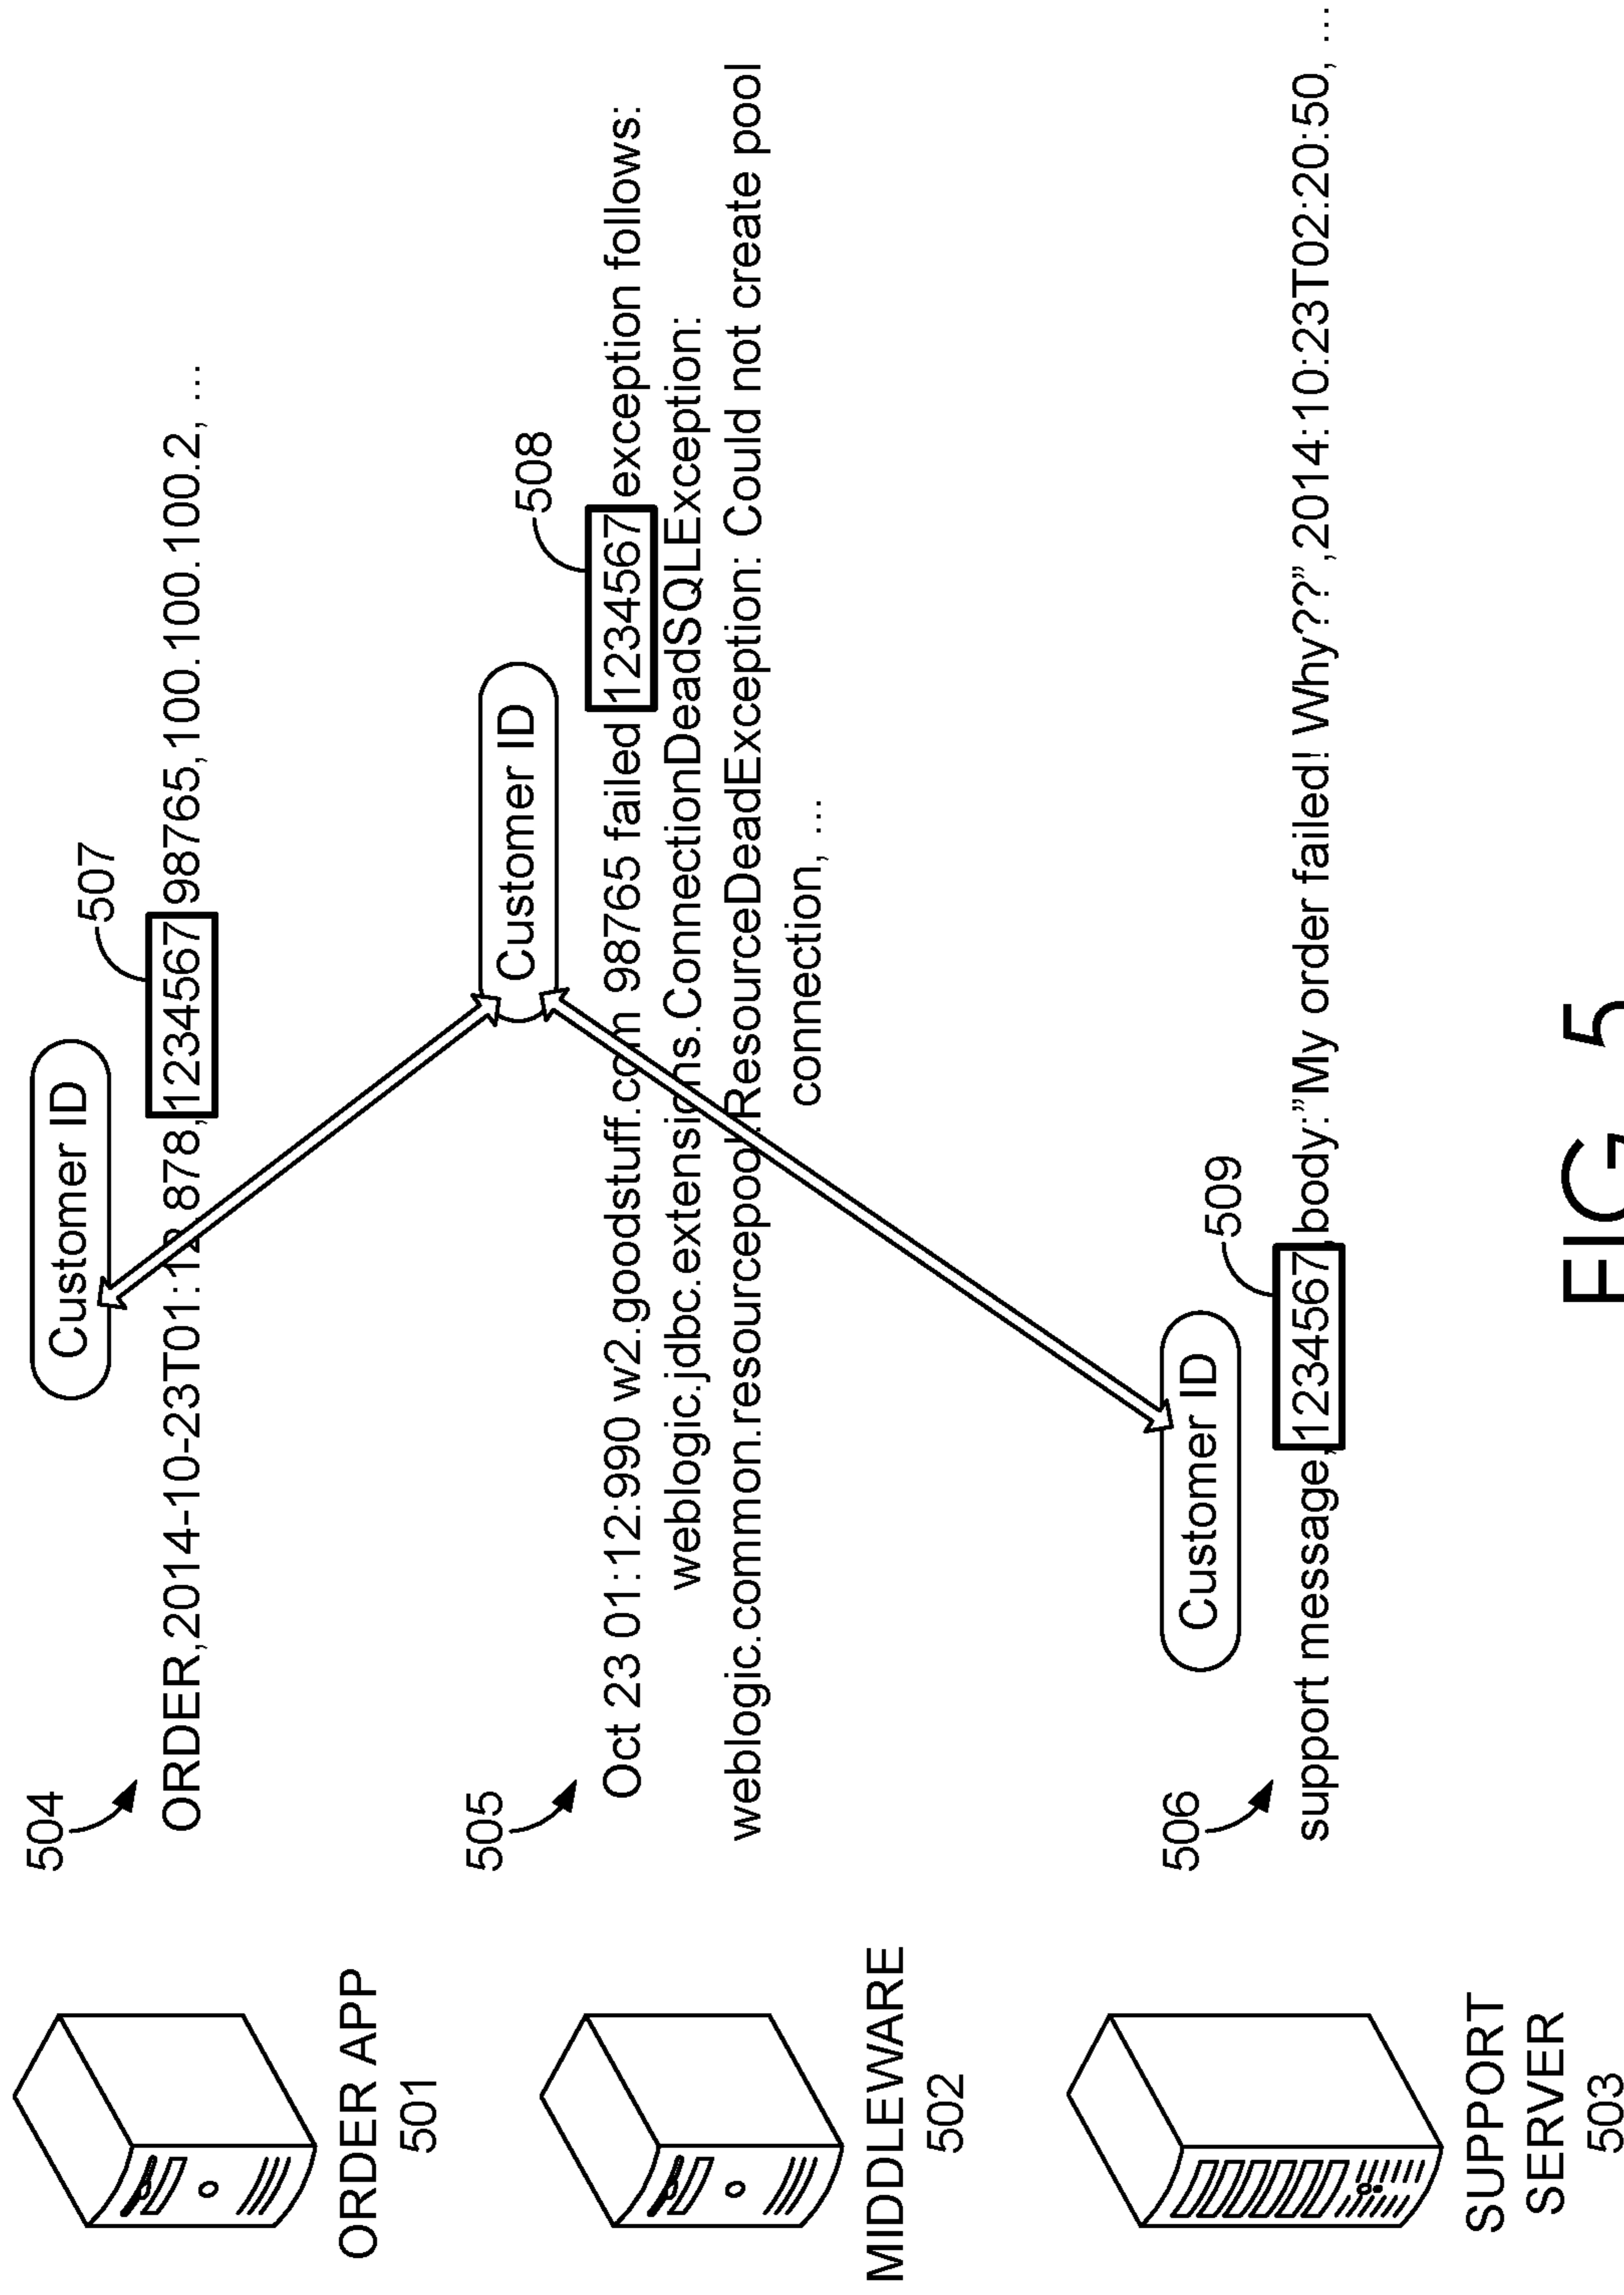 504
Customer ID
507
ORDER,2014-10-23T01:12:878,1234567,98765,100.100.100.2, ...
ORDER APP
501
505
Customer ID
508
Oct 23 01:12:990 w2.goodstuff.com 98765 failed 1234567 exception follows:
weblogic.jdbc.extensions.ConnectionDeadSQLException:
weblogic.common.resourcepool.ResourceDeadException: Could not create pool
connection, ...
MIDDLEWARE
502
506
Customer ID
509
support message,1234567,body:”My order failed! Why??”,2014:10:23T02:20:50, ...
SUPPORT
SERVER
503
FIG. 5